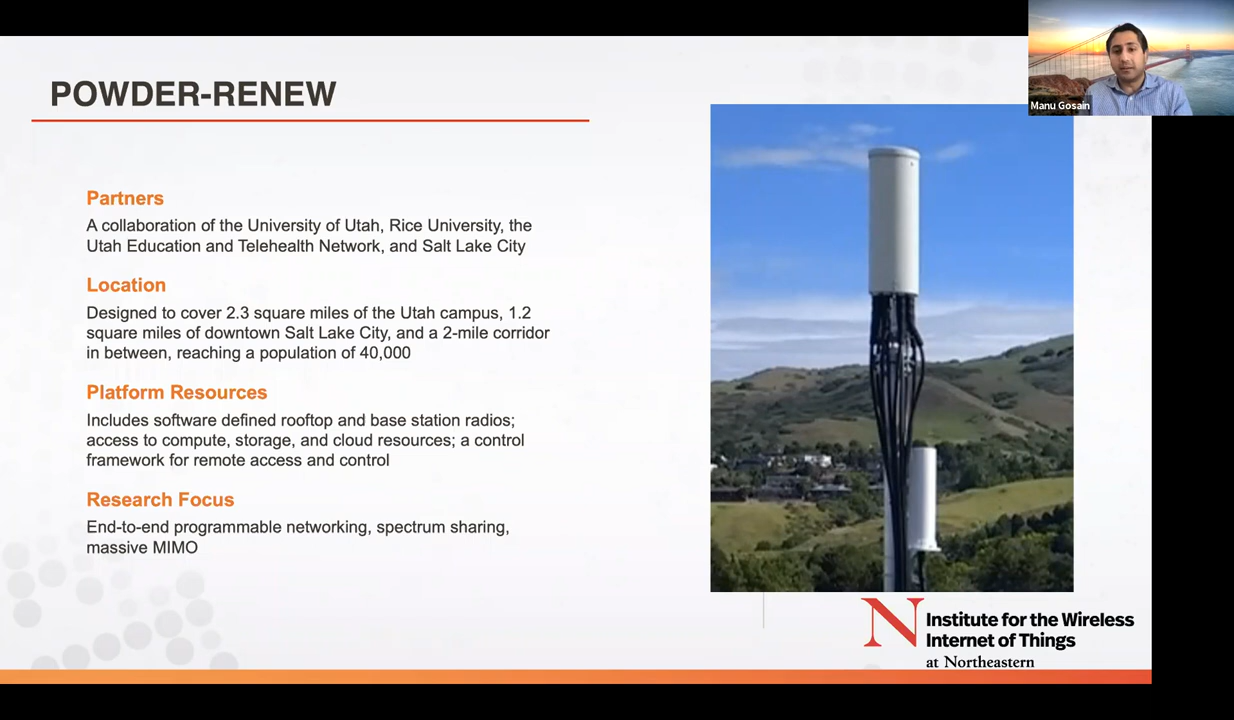 POWDER-RENEW
Manu Gosain
Partners
A collaboration of the University of Utah, Rice University, the
Utah Education and Telehealth Network, and Salt Lake City
Location
Designed to cover 2.3 square miles of the Utah campus, 1.2
square miles of downtown Salt Lake City, and a 2-mile corridor
in between, reaching a population of 40,000
Platform Resources
Includes software defined rooftop and base station radios;
access to compute, storage, and cloud resources; a control
framework for remote access and control
Research Focus
End-to-end programmable networking, spectrum sharing,
massive MIMO
N
Institute for the Wireless
Internet of Things
at Northeastern